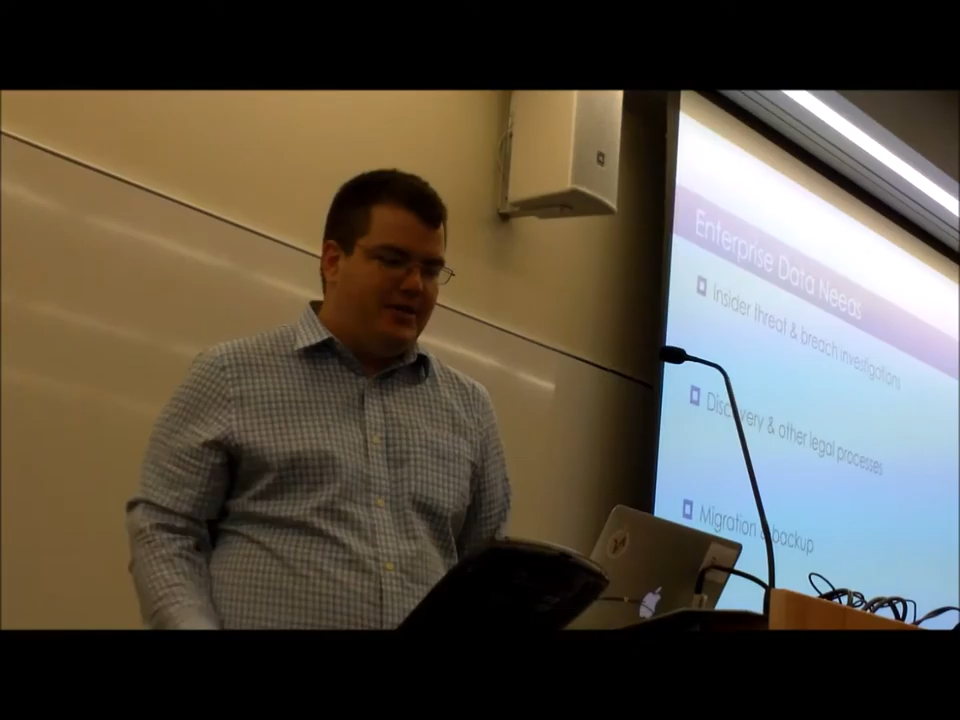 Enterprise Data Needs
Insider threat & breach investigations
Discovery & other legal processes
Migration & backup